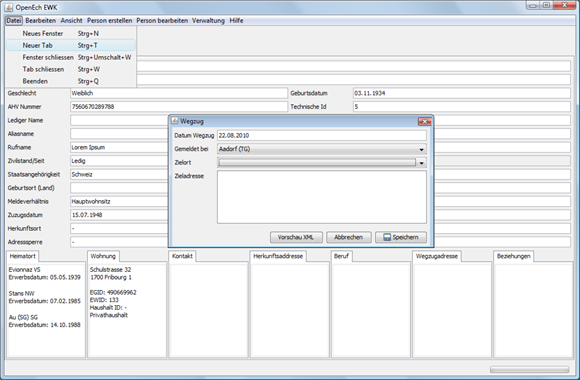 OpenEch EWK
Datei Bearbeiten Ansicht Person erstellen Person bearbeiten Verwaltung Hilfe
Neues Fenster Strg+N
Neuer Tab Strg+T
Fenster schliessen Strg+Umschalt+W
Tab schliessen Strg+W
Beenden Strg+Q
Geschlecht Weiblich Geburtsdatum 03.11.1934
AHV Nummer 7560670289788 Technische Id 5
Lediger Name
Aliasname
Rufname Lorem Ipsum
Zivilstand/Seit Ledig
Staatsangehörigkeit Schweiz
Geburtsort (Land)
Meldeverhältnis Hauptwohnsitz
Zuzugsdatum 15.07.1948
Herkunftsort -
Adresssperre -
Wegzug
Datum Wegzug 22.08.2010
Gemeldet bei Aadorf (TG)
Zielort
Zieladresse
Vorschau XML Abbrechen Speichern
Heimatort Wohnung Kontakt Herkunftsaddresse Beruf Wegzugadresse Beziehungen
Evionnaz VS
Erwerbsdatum: 05.05.1939
Stans NW
Erwerbsdatum: 07.02.1985
Au (SG) SG
Erwerbsdatum: 14.10.1988
Schulstrasse 32
1700 Fribourg 1
EGID: 490669962
EWID: 133
Haushalt ID: -
Privathaushalt